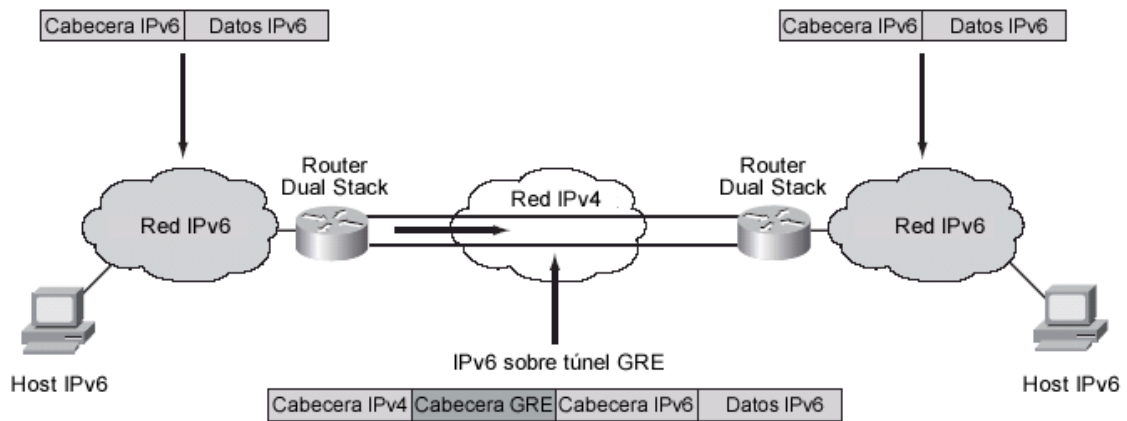 Cabecera IPv6 Datos IPv6
Cabecera IPv6 Datos IPv6
Router
Dual Stack
Router
Dual Stack
Red IPv6
Red IPv4
Red IPv6
Host IPv6
IPv6 sobre túnel GRE
Host IPv6
Cabecera IPv4 Cabecera GRE Cabecera IPv6 Datos IPv6